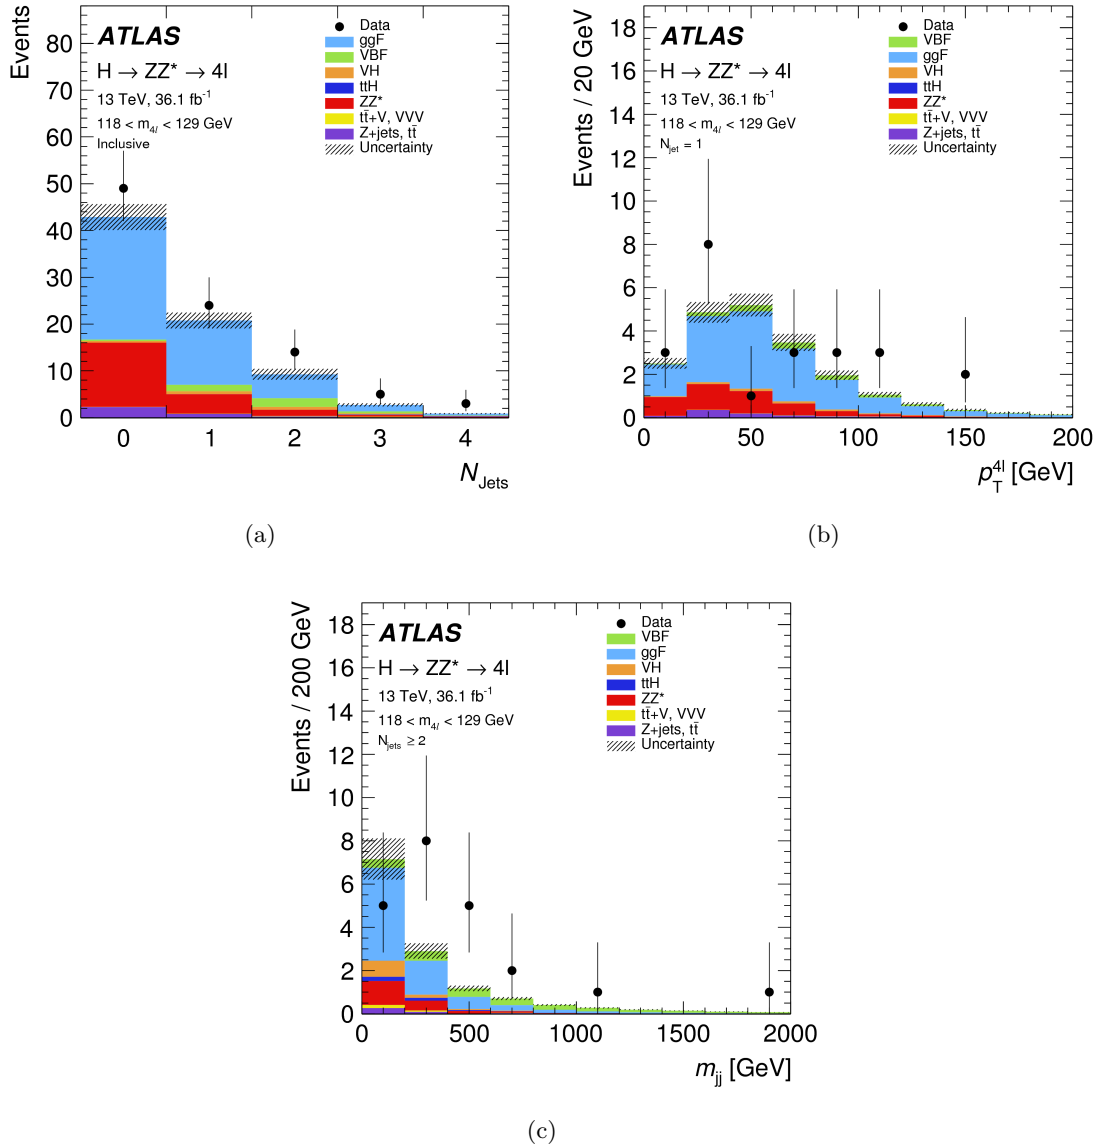 Events
80
70
60
50
40
30
20
10
0
ATLAS
H → ZZ* → 4l
13 TeV, 36.1 fb⁻¹
118 < m₄ₗ < 129 GeV
Inclusive
Data
ggF
VBF
VH
ttH
ZZ*
tt̄+V, VVV
Z+jets, tt̄
Uncertainty
0 1 2 3 4
N_Jets
(a)
Events / 20 GeV
18
16
14
12
10
8
6
4
2
0
ATLAS
H → ZZ* → 4l
13 TeV, 36.1 fb⁻¹
118 < m₄ₗ < 129 GeV
N_jet = 1
Data
VBF
ggF
VH
ttH
ZZ*
tt̄+V, VVV
Z+jets, tt̄
Uncertainty
0 50 100 150 200
p_T^4l [GeV]
(b)
Events / 200 GeV
18
16
14
12
10
8
6
4
2
0
ATLAS
H → ZZ* → 4l
13 TeV, 36.1 fb⁻¹
118 < m₄ₗ < 129 GeV
N_jets ≥ 2
Data
VBF
ggF
VH
ttH
ZZ*
tt̄+V, VVV
Z+jets, tt̄
Uncertainty
0 500 1000 1500 2000
m_jj [GeV]
(c)